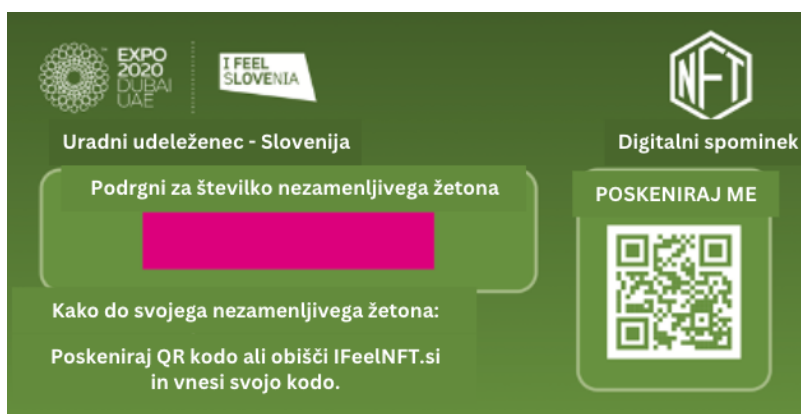 EXPO
2020
DUBAI
UAE
I FEEL
SLOVENIA
NFT
Uradni udeleženec - Slovenija
Digitalni spominek
Podrgni za številko nezamenljivega žetona
POSKENIRAJ ME
Kako do svojega nezamenljivega žetona:
Poskeniraj QR kodo ali obišči IFeelNFT.si
in vnesi svojo kodo.